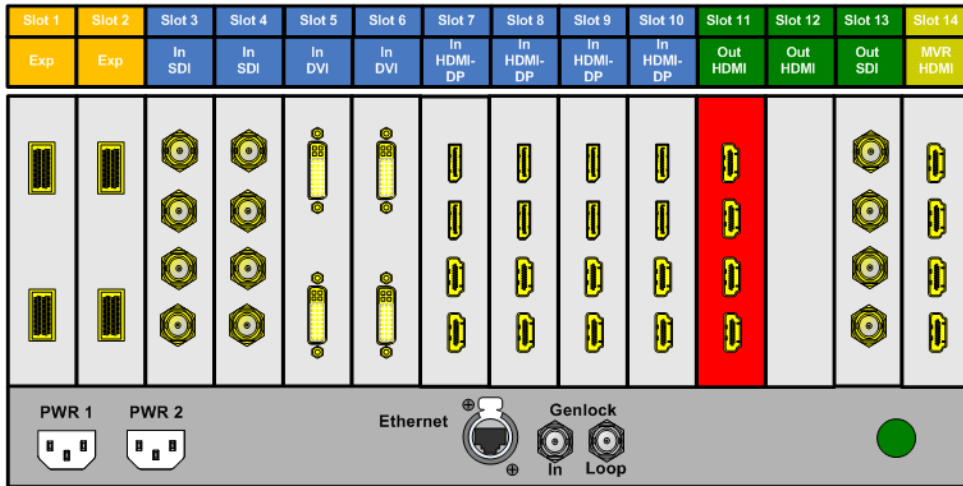 Slot 1 Slot 2 Slot 3 Slot 4 Slot 5 Slot 6 Slot 7 Slot 8 Slot 9 Slot 10 Slot 11 Slot 12 Slot 13 Slot 14
Exp Exp In SDI In SDI In DVI In DVI In HDMI-DP In HDMI-DP In HDMI-DP In HDMI-DP Out HDMI Out HDMI Out SDI MVR HDMI
PWR 1 PWR 2 Ethernet Genlock
In Loop